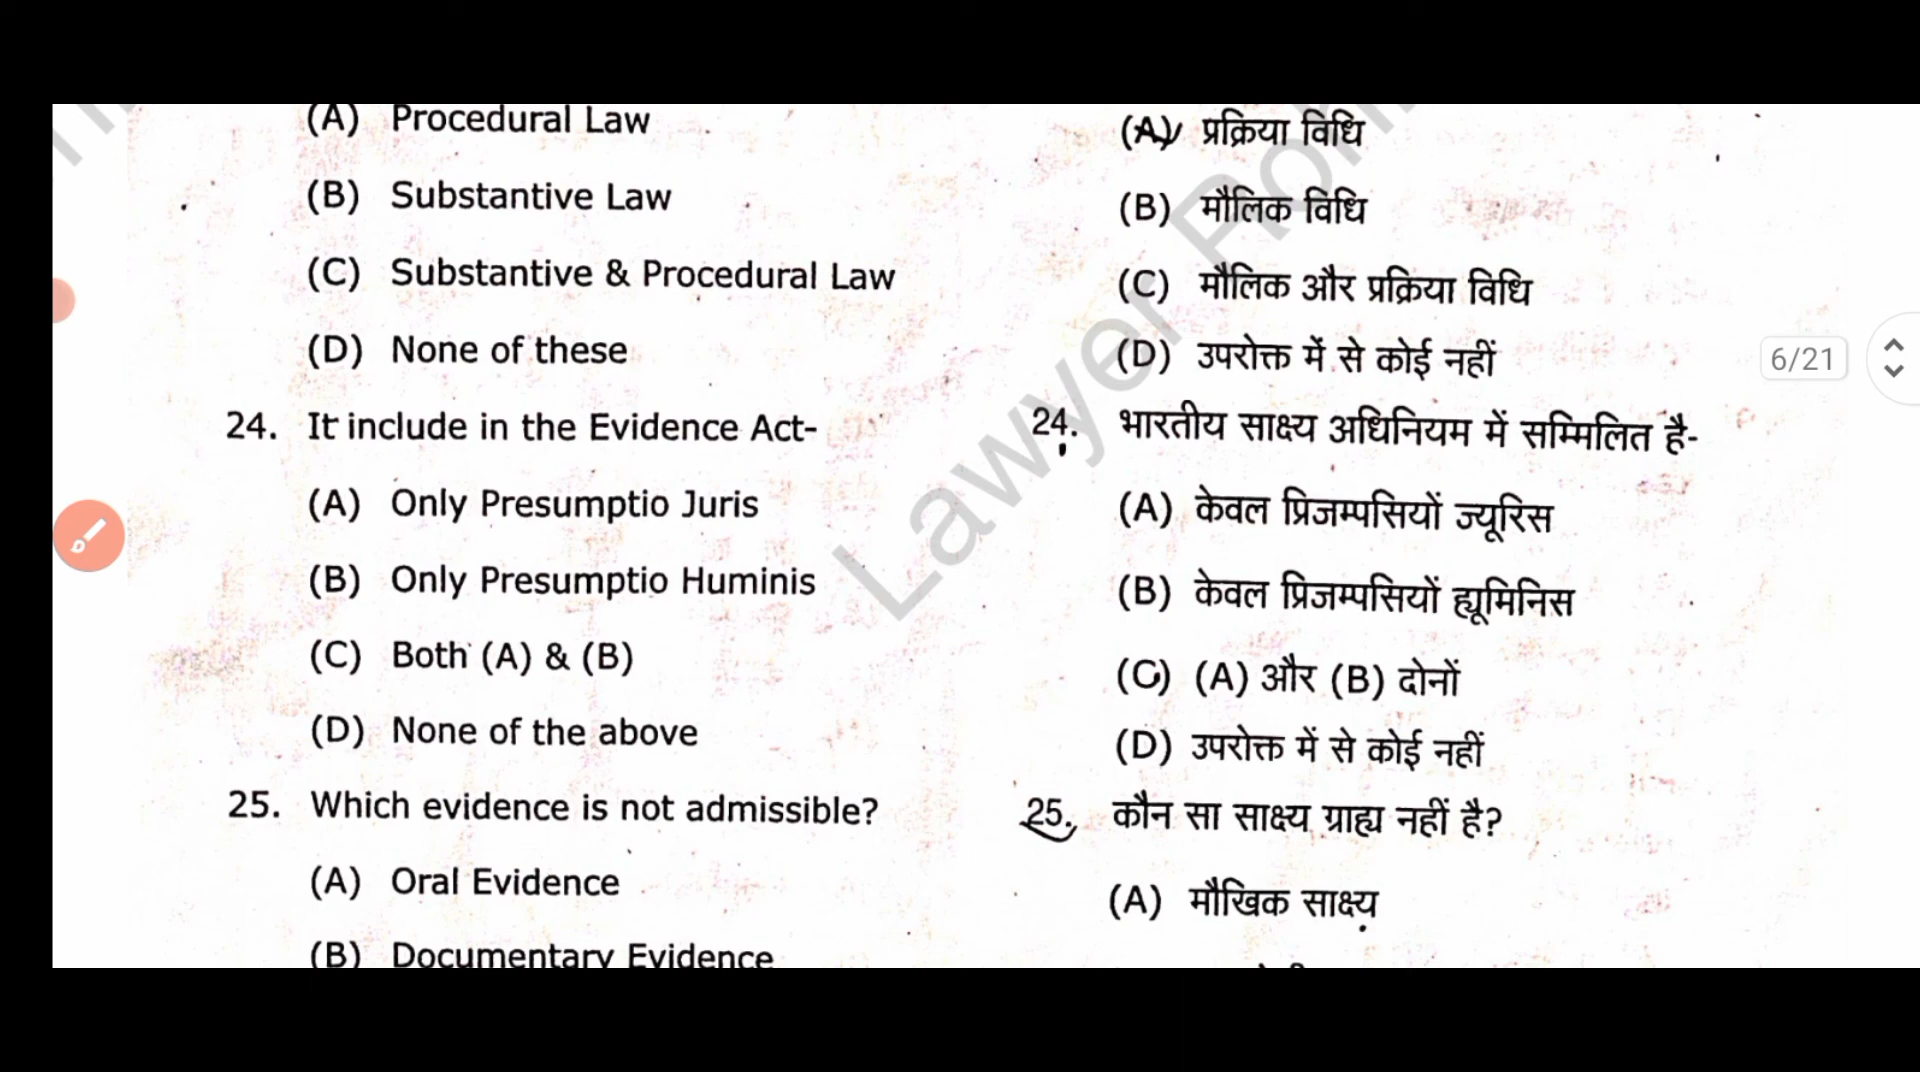 (A) Procedural Law
(B) Substantive Law
(C) Substantive & Procedural Law
(D) None of these
24. It include in the Evidence Act-
(A) Only Presumptio Juris
(B) Only Presumptio Huminis
(C) Both (A) & (B)
(D) None of the above
25. Which evidence is not admissible?
(A) Oral Evidence
(B) Documentary Evidence
(A) प्रक्रिया विधि
(B) मौलिक विधि
(C) मौलिक और प्रक्रिया विधि
(D) उपरोक्त में से कोई नहीं
24. भारतीय साक्ष्य अधिनियम में सम्मिलित है-
(A) केवल प्रिजम्पसियों ज्यूरिस
(B) केवल प्रिजम्पसियों ह्यूमिनिस
(C) (A) और (B) दोनों
(D) उपरोक्त में से कोई नहीं
25. कौन सा साक्ष्य ग्राह्य नहीं है?
(A) मौखिक साक्ष्य
Lawyer
6/21